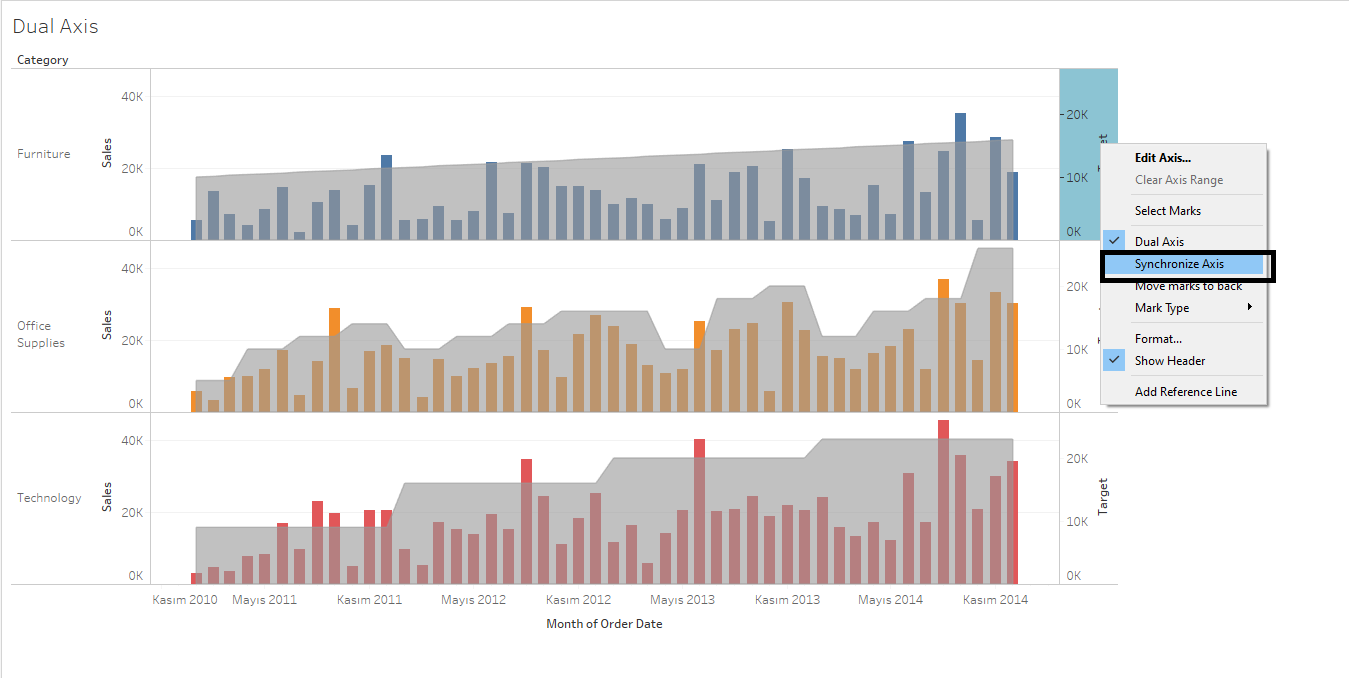 Dual Axis
Category
Furniture
Sales
40K
20K
0K
20K
10K
0K
Office
Supplies
Sales
40K
20K
0K
20K
10K
0K
Technology
Sales
40K
20K
0K
20K
10K
0K
Target
Kasım 2010
Mayıs 2011
Kasım 2011
Mayıs 2012
Kasım 2012
Mayıs 2013
Kasım 2013
Mayıs 2014
Kasım 2014
Month of Order Date
Edit Axis...
Clear Axis Range
Select Marks
Dual Axis
Synchronize Axis
Move marks to back
Mark Type
Format...
Show Header
Add Reference Line